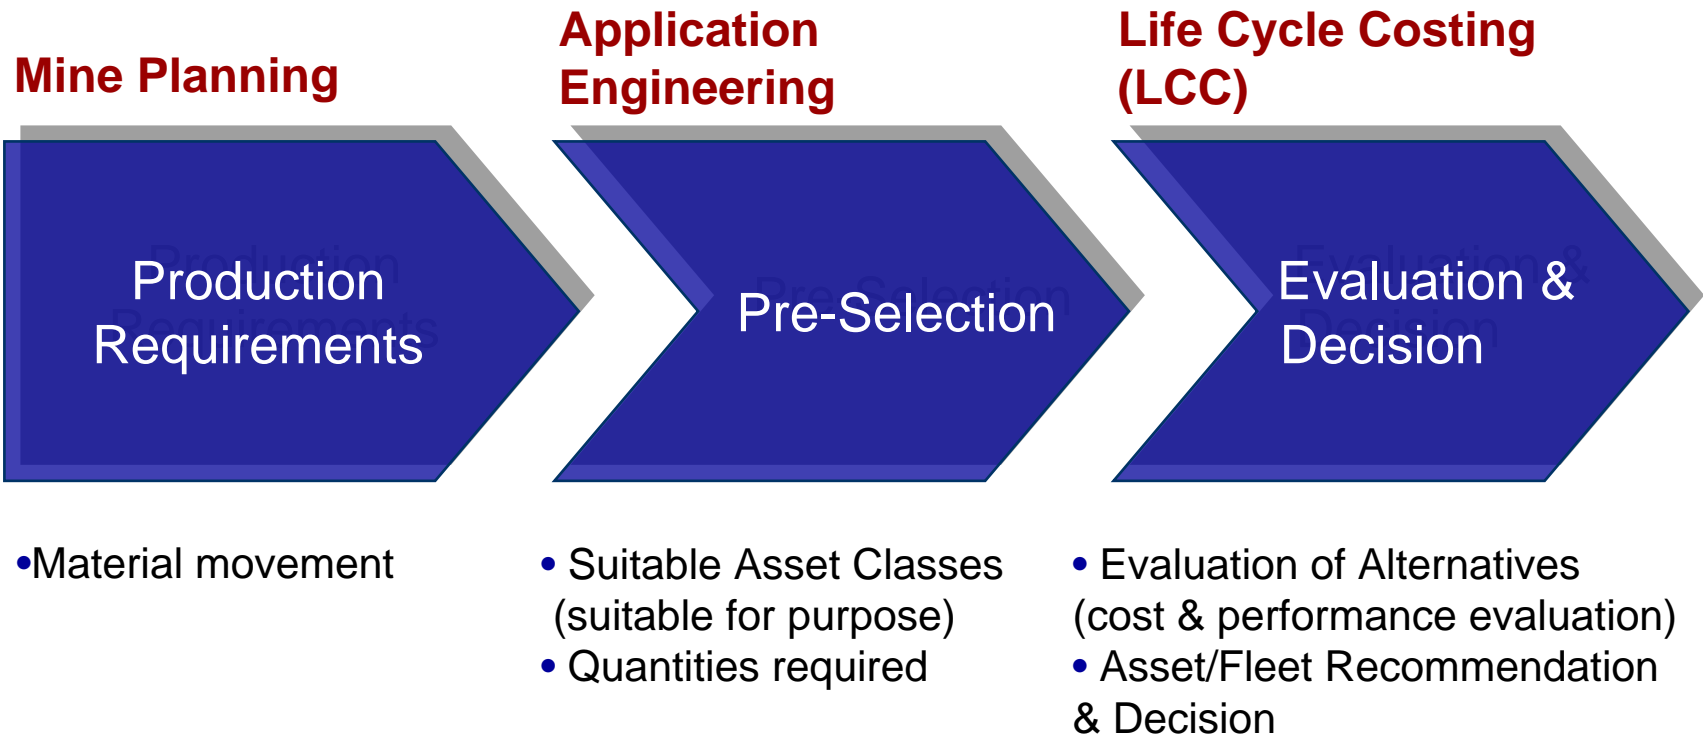 Mine Planning
Application
Engineering
Life Cycle Costing
(LCC)
Production
Requirements
Pre-Selection
Evaluation &
Decision
•Material movement
• Suitable Asset Classes
(suitable for purpose)
• Quantities required
• Evaluation of Alternatives
(cost & performance evaluation)
• Asset/Fleet Recommendation
& Decision